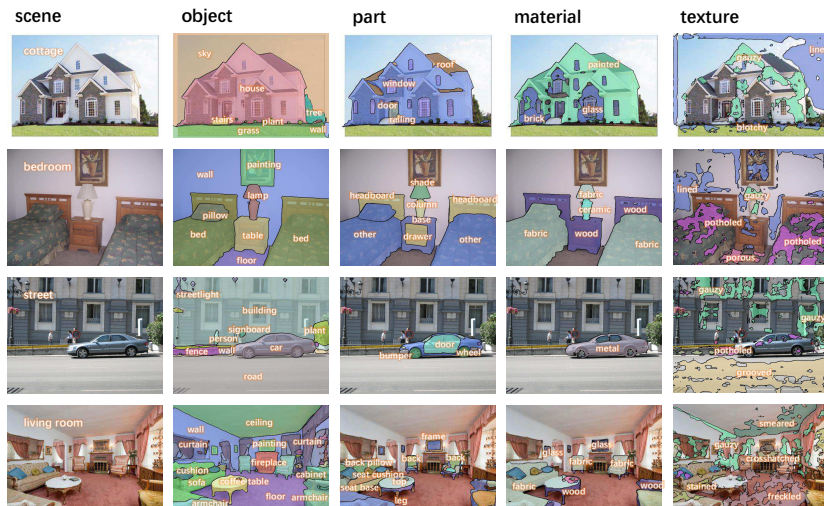 scene object part material texture
cottage
sky
house
stairs
plant
tree
grass
wall
roof
window
door
railing
painted
glass
brick
gauzy
line
blotchy
bedroom
painting
wall
lamp
pillow
bed
table
bed
floor
shade
headboard
headboard
column
base
other
drawer
other
fabric
ceramic
wood
fabric
wood
fabric
lined
gauzy
potholed
potholed
porous
street
streetlight
building
signboard
plant
person
fence
wall
car
road
door
bumper
wheel
metal
gauzy
gauzy
potholed
grooved
living room
ceiling
wall
curtain
painting
curtain
cushion
fireplace
cabinet
sofa
coffee table
floor
armchair
armchair
frame
back pillow
back
back
seat cushion
seat base
top
leg
glass
glass
fabric
fabric
fabric
wood
wood
smeared
gauzy
crosshatched
stained
freckled